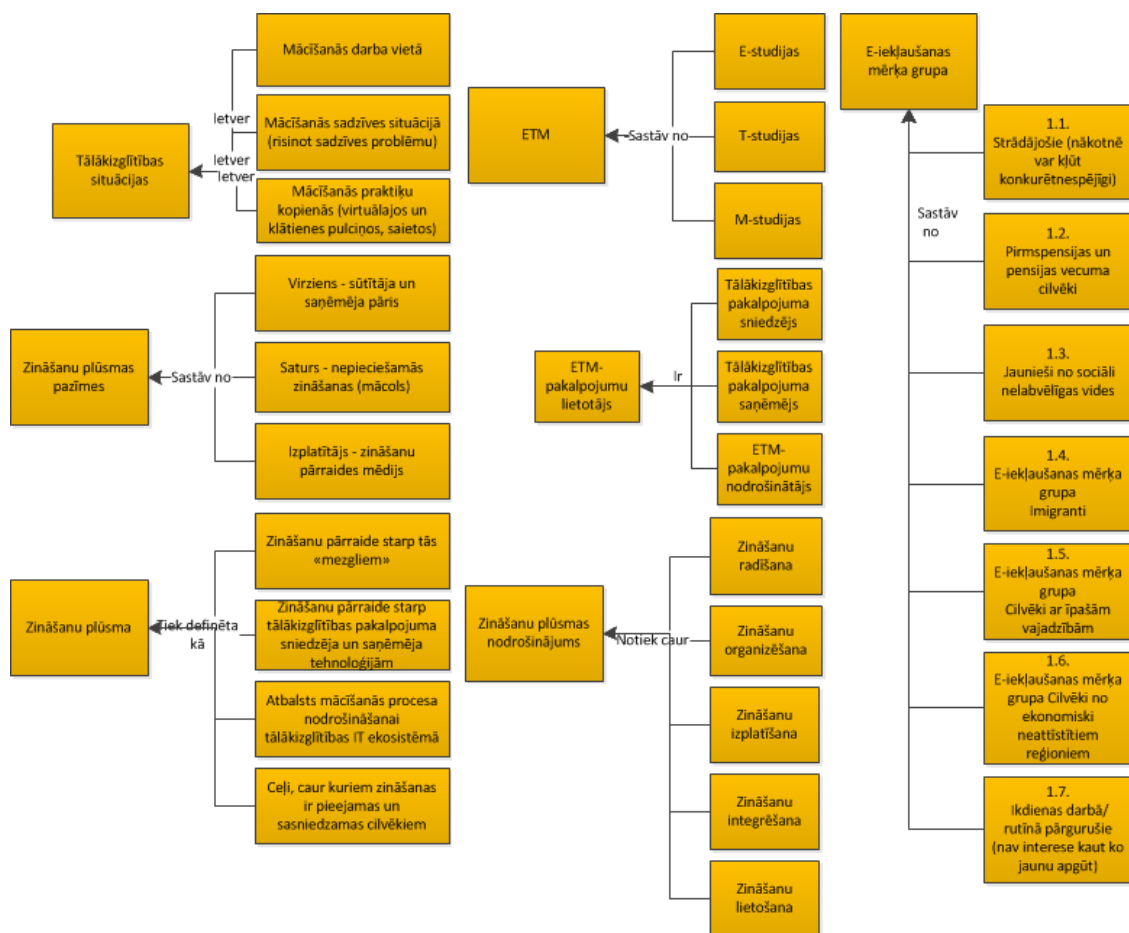 Mācīšanās darba vietā
Ietver
Mācīšanās sadzīves situācijā
(risinot sadzīves problēmu)
Tālākizglītības
situācijas
Ietver
Ietver
Mācīšanās praktiķu
kopienās (virtuālajos un
klātienes pulciņos, saietos)
Virziens - sūtītāja un
saņēmēja pāris
Zināšanu plūsmas
pazīmes
Sastāv no
Saturs - nepieciešamās
zināšanas (mācols)
Izplatītājs - zināšanu
pārraides mēdijs
Zināšanu pārraide starp tās
«mezgliem»
Zināšanu plūsma
Tiek definēta
kā
Zināšanu pārraide starp
tālākizglītības pakalpojuma
sniedzēja un saņēmēja
tehnoloģijām
Atbalsts mācīšanās procesa
nodrošināšanai
tālākizglītības IT ekosistēmā
Ceļi, caur kuriem zināšanas
ir pieejamas un
sasniedzamas cilvēkiem
E-studijas
ETM
Sastāv no
T-studijas
M-studijas
Tālākizglītības
pakalpojuma
sniedzējs
ETM-
pakalpojumu
lietotājs
Ir
Tālākizglītības
pakalpojuma
saņēmējs
ETM-
pakalpojumu
nodrošinātājs
Zināšanu
radīšana
Zināšanu plūsmas
nodrošinājums
Notiek caur
Zināšanu
organizēšana
Zināšanu
izplatīšana
Zināšanu
integrēšana
Zināšanu
lietošana
E-iekļaušanas
mērķa grupa
Sastāv
no
1.1.
Strādājošie (nākotnē
var kļūt
konkurētnespējīgi)
1.2.
Pirmspensijas un
pensijas vecuma
cilvēki
1.3.
Jaunieši no sociāli
nelabvēlīgas vides
1.4.
E-iekļaušanas mērķa
grupa
Imigranti
1.5.
E-iekļaušanas mērķa
grupa
Cilvēki ar īpašām
vajadzībām
1.6.
E-iekļaušanas mērķa
grupa Cilvēki no
ekonomiski
neattīstītiem
reģioniem
1.7.
Ikdienas darbā/
rutīnā pārgurušie
(nav interese kaut ko
jaunu apgūt)